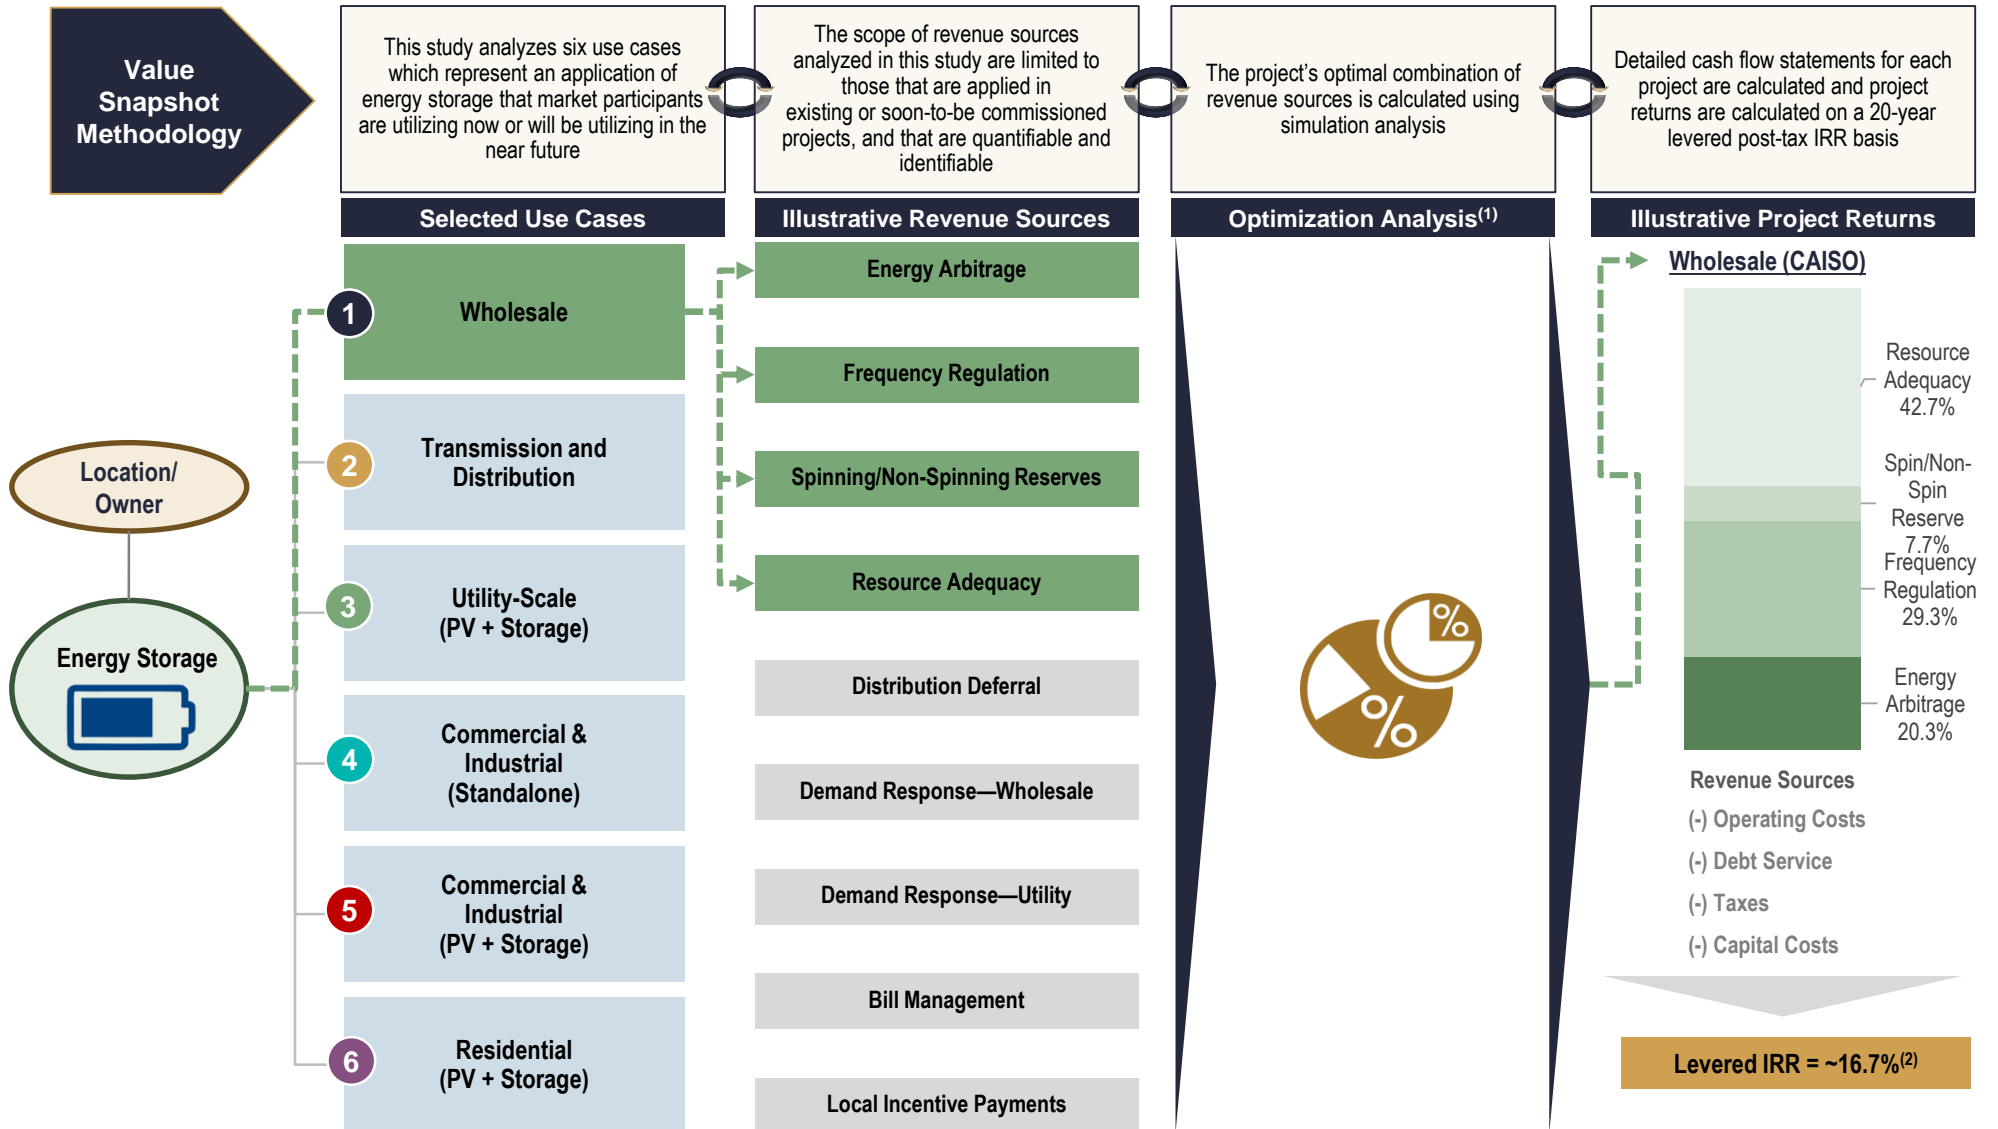 Value
Snapshot
Methodology
This study analyzes six use cases
which represent an application of
energy storage that market participants
are utilizing now or will be utilizing in the
near future
The scope of revenue sources
analyzed in this study are limited to
those that are applied in
existing or soon-to-be commissioned
projects, and that are quantifiable and
identifiable
The project's optimal combination of
revenue sources is calculated using
simulation analysis
Detailed cash flow statements for each
project are calculated and project
returns are calculated on a 20-year
levered post-tax IRR basis
Selected Use Cases
Illustrative Revenue Sources
Optimization Analysis(1)
Illustrative Project Returns
Location/
Owner
Energy Storage
1
Wholesale
2
Transmission and
Distribution
3
Utility-Scale
(PV + Storage)
4
Commercial &
Industrial
(Standalone)
5
Commercial &
Industrial
(PV + Storage)
6
Residential
(PV + Storage)
Energy Arbitrage
Frequency Regulation
Spinning/Non-Spinning Reserves
Resource Adequacy
Distribution Deferral
Demand Response—Wholesale
Demand Response—Utility
Bill Management
Local Incentive Payments
%
%
Wholesale (CAISO)
Resource
Adequacy
42.7%
Spin/Non-
Spin
Reserve
7.7%
Frequency
Regulation
29.3%
Energy
Arbitrage
20.3%
Revenue Sources
(-) Operating Costs
(-) Debt Service
(-) Taxes
(-) Capital Costs
Levered IRR = ~16.7%(2)